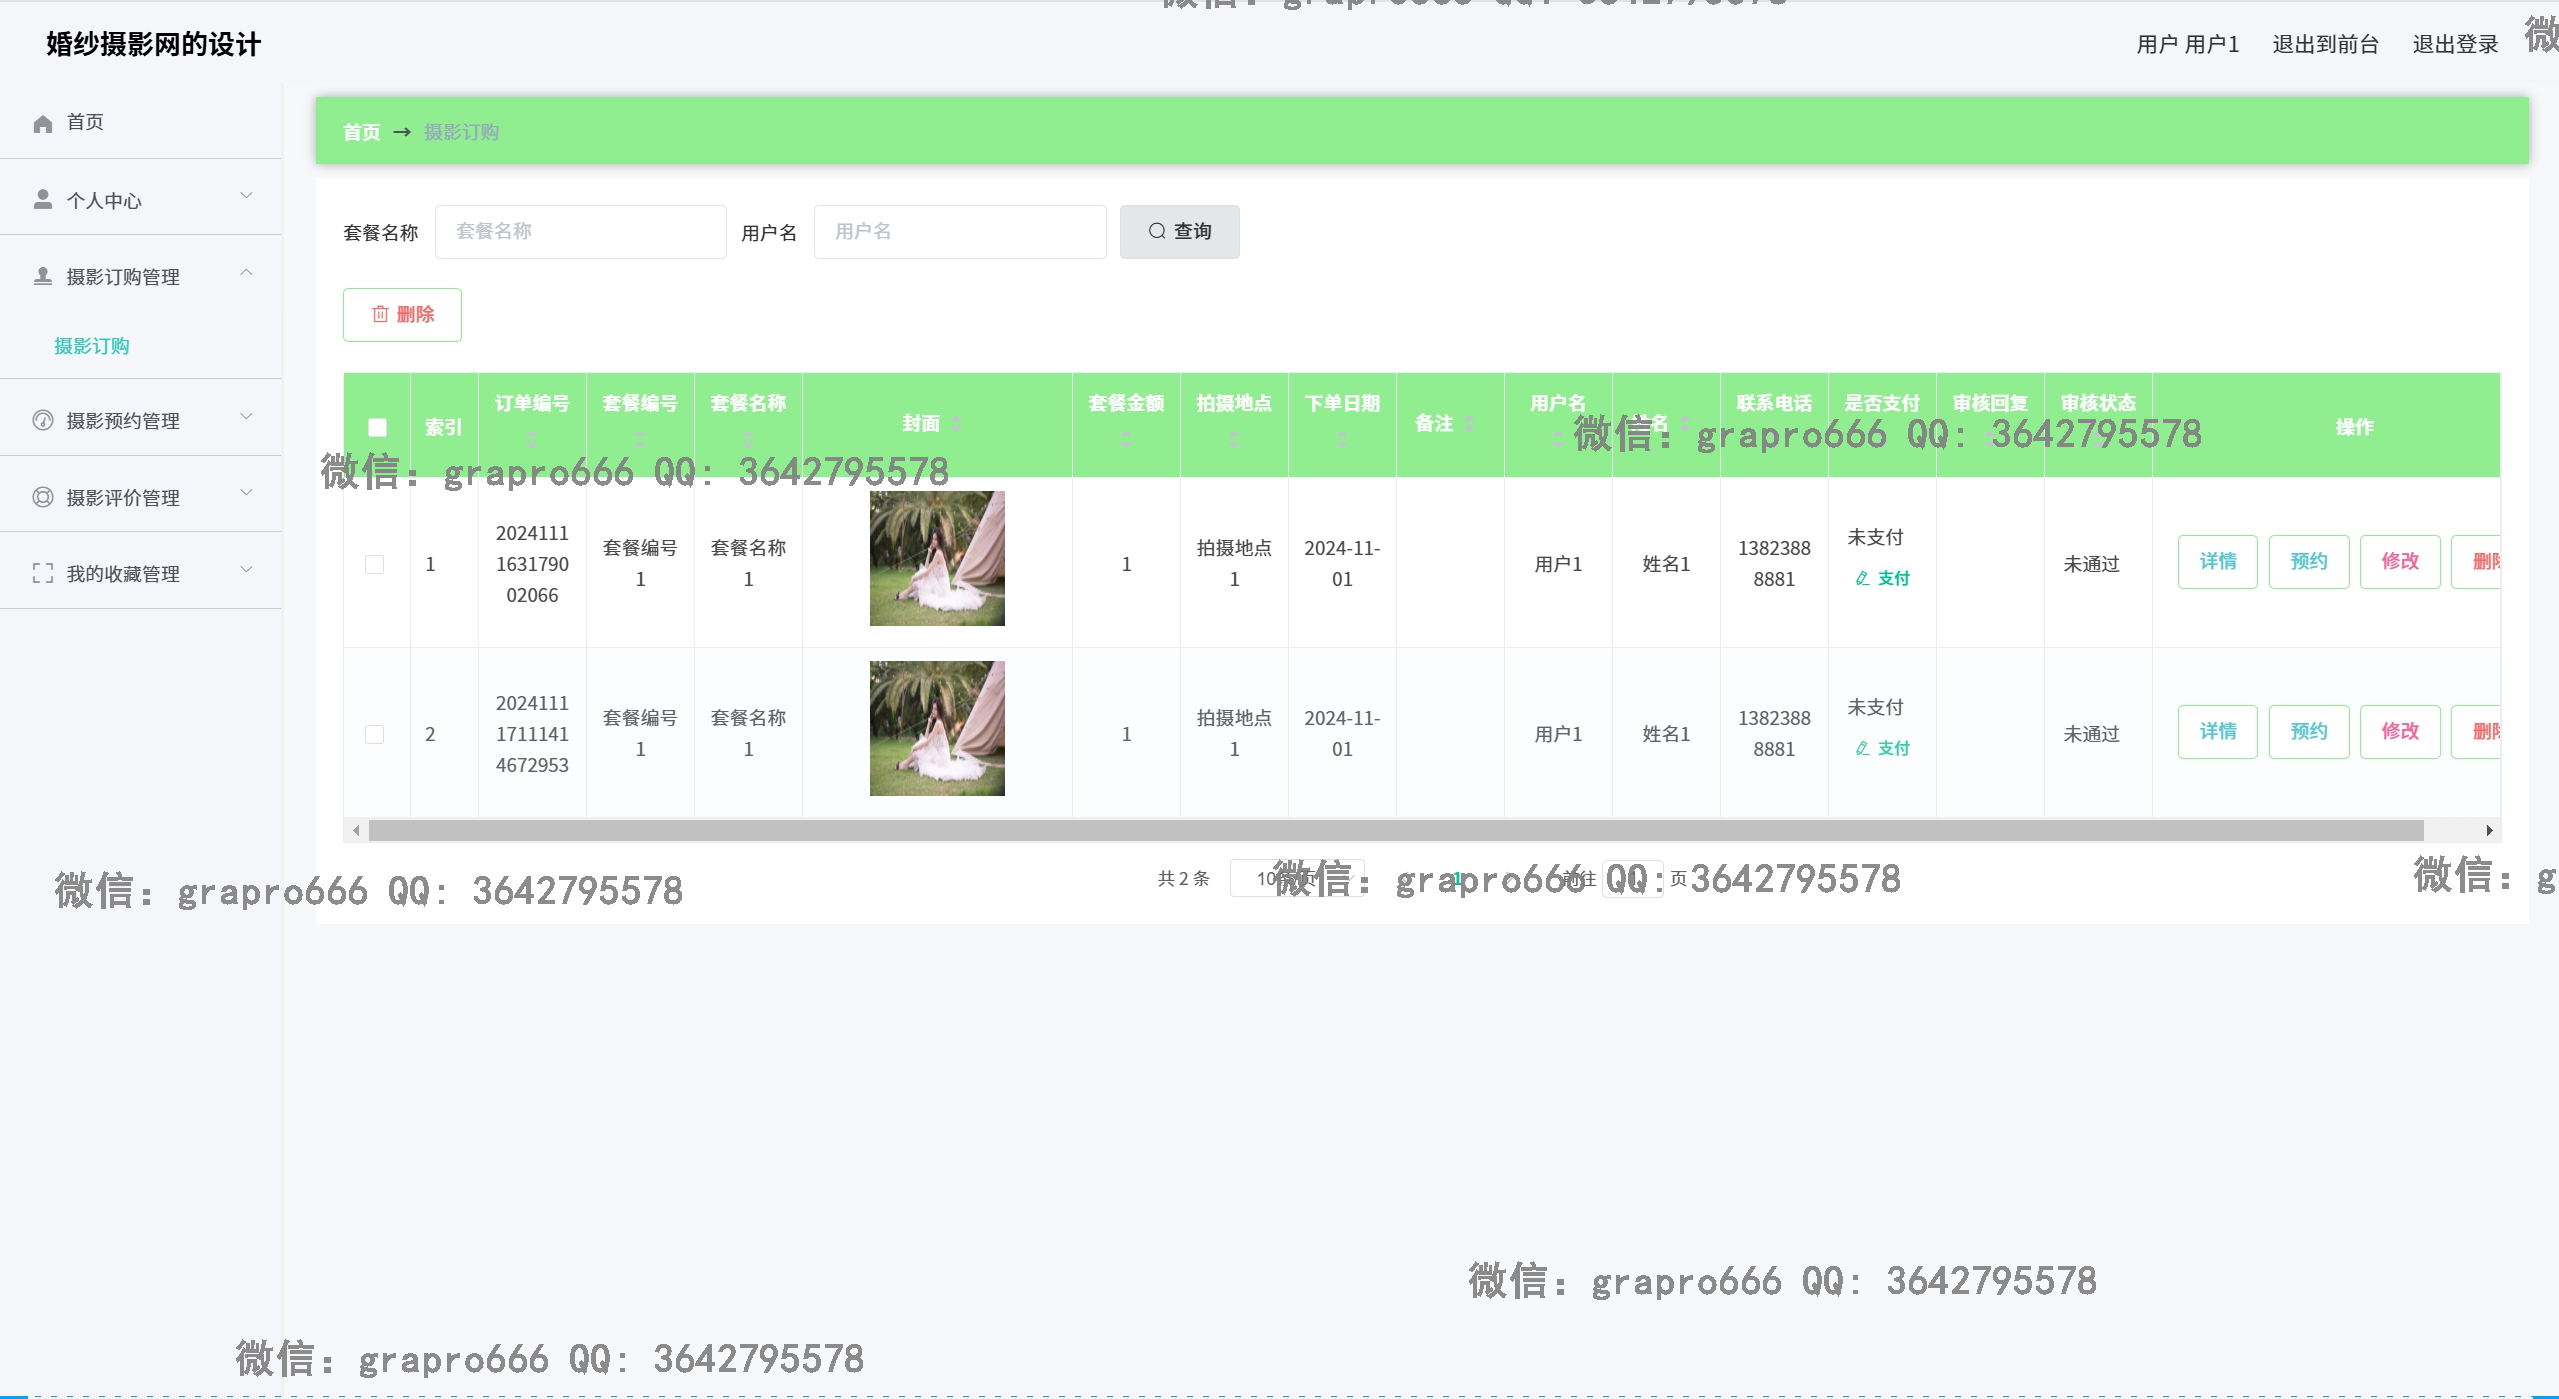 微信: grapro666 QQ: 3642795578
婚纱摄影网的设计
用户 用户1 退出到前台 退出登录
微
首页
个人中心
摄影订购管理
摄影订购
摄影预约管理
摄影评价管理
我的收藏管理
首页 → 摄影订购
套餐名称 套餐名称 用户名 用户名 查询
删除
索引 订单编号 套餐编号 套餐名称 封面 套餐金额 拍摄地点 下单日期 备注 用户名 姓名 联系电话 是否支付 审核回复 审核状态 操作
微信: grapro666 QQ: 3642795578
微信: grapro666 QQ: 3642795578
1 2024111163179002066 套餐编号1 套餐名称1 1 拍摄地点1 2024-11-01 用户1 姓名1 13823888881 未支付 支付 未通过 详情 预约 修改 删除
2 202411117111414672953 套餐编号1 套餐名称1 1 拍摄地点1 2024-11-01 用户1 姓名1 13823888881 未支付 支付 未通过 详情 预约 修改 删除
共 2 条 10条/页 1 前往 1 页
微信: grapro666 QQ: 3642795578
微信: grapro666 QQ: 3642795578
微信: g
微信: grapro666 QQ: 3642795578
微信: grapro666 QQ: 3642795578